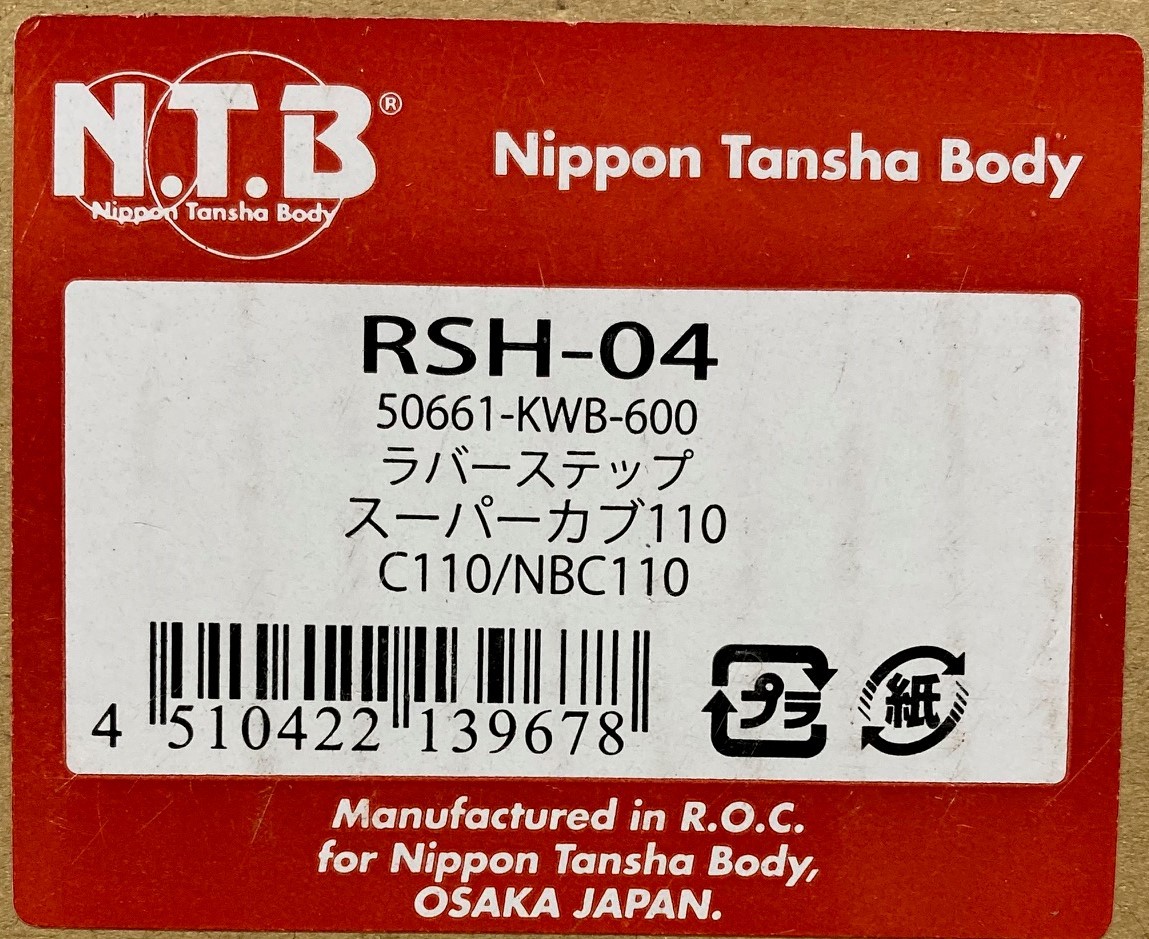 N.T.B®
Nippon Tansha Body
Nippon Tansha Body
RSH-04
50661-KWB-600
ラバーステップ
スーパーカブ110
C110/NBC110
4 510422 139678
プラ
紙
Manufactured in R.O.C.
for Nippon Tansha Body,
OSAKA JAPAN.